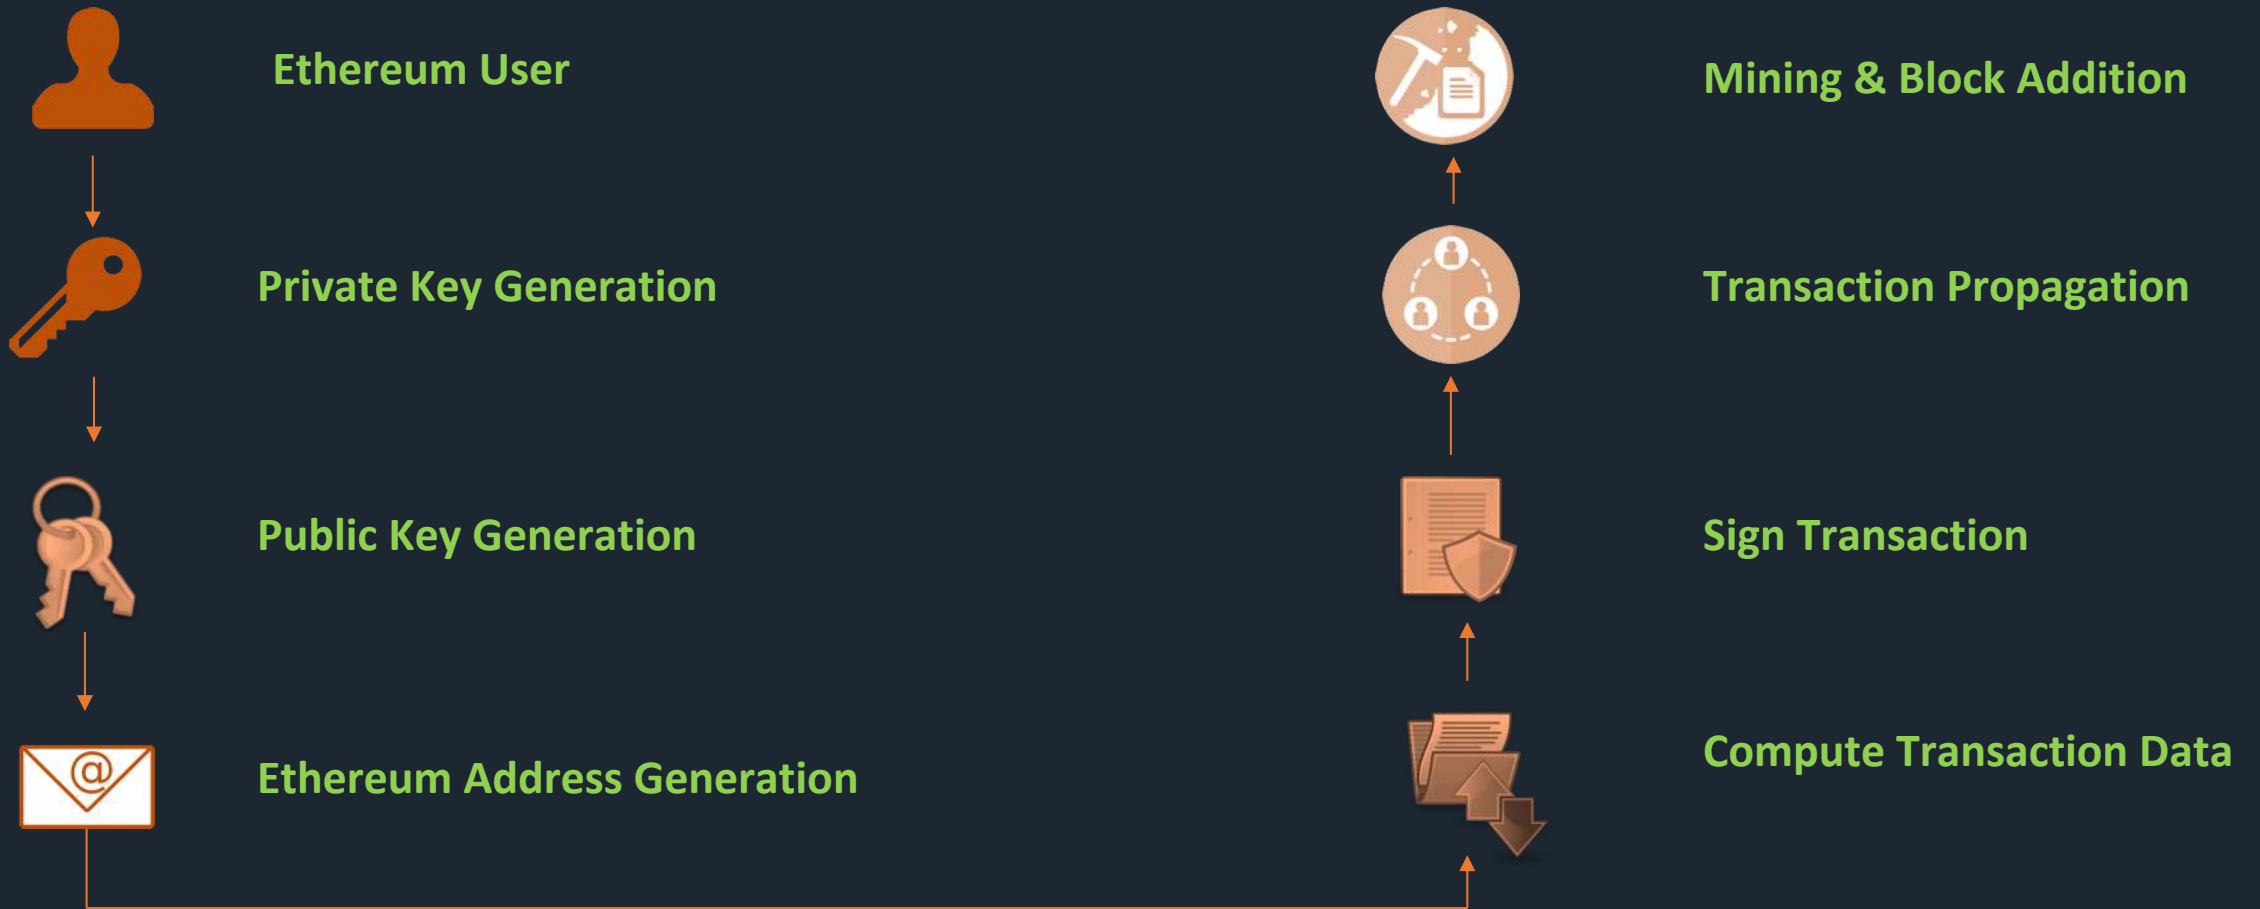 Ethereum User
Private Key Generation
Public Key Generation
Ethereum Address Generation
Mining & Block Addition
Transaction Propagation
Sign Transaction
Compute Transaction Data
@